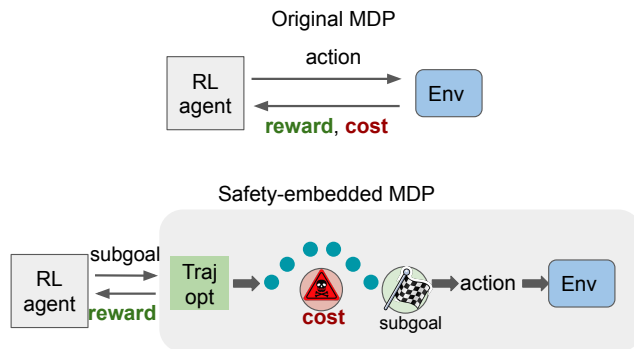 Original MDP
action
RL
agent
Env
reward, cost
Safety-embedded MDP
subgoal
RL
agent
reward
Traj
opt
cost
subgoal
action
Env